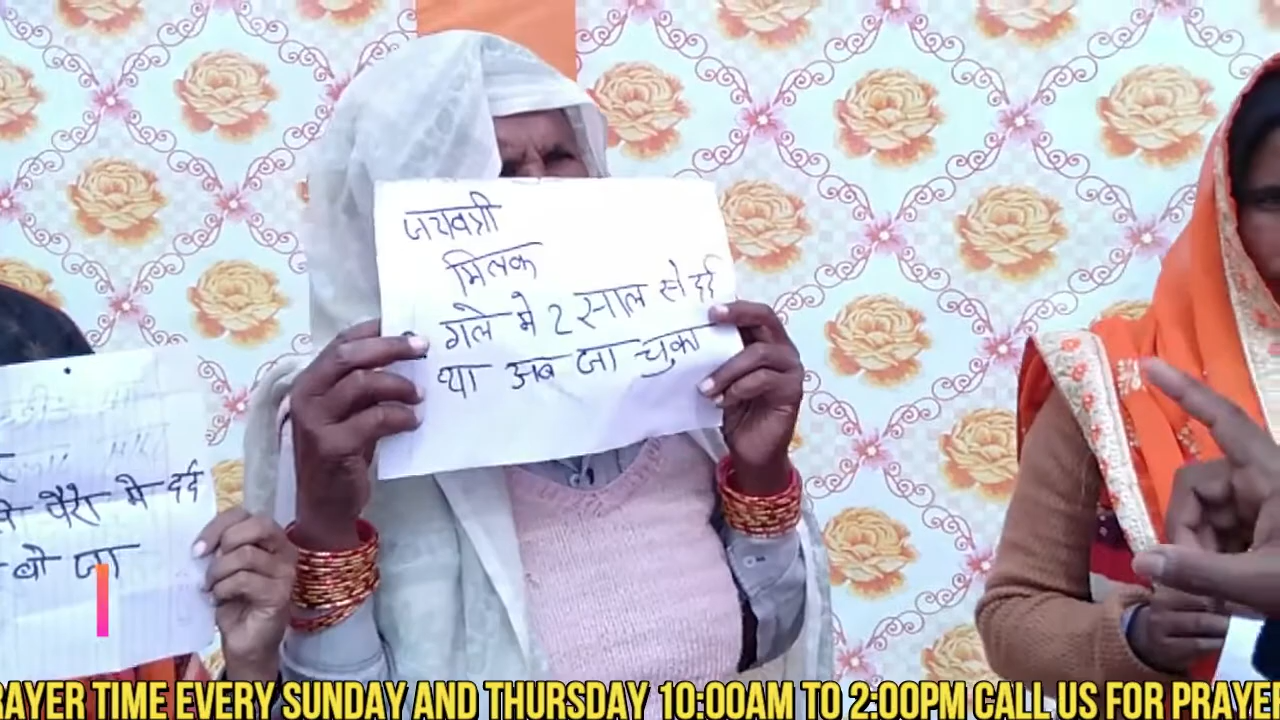 जयवत्री
मिलक
गले मे 2 साल से दर्द
था अब जा चुका
पैरो मे दर्द
जा
RAYER TIME EVERY SUNDAY AND THURSDAY 10:00AM TO 2:00PM CALL US FOR PRAYER